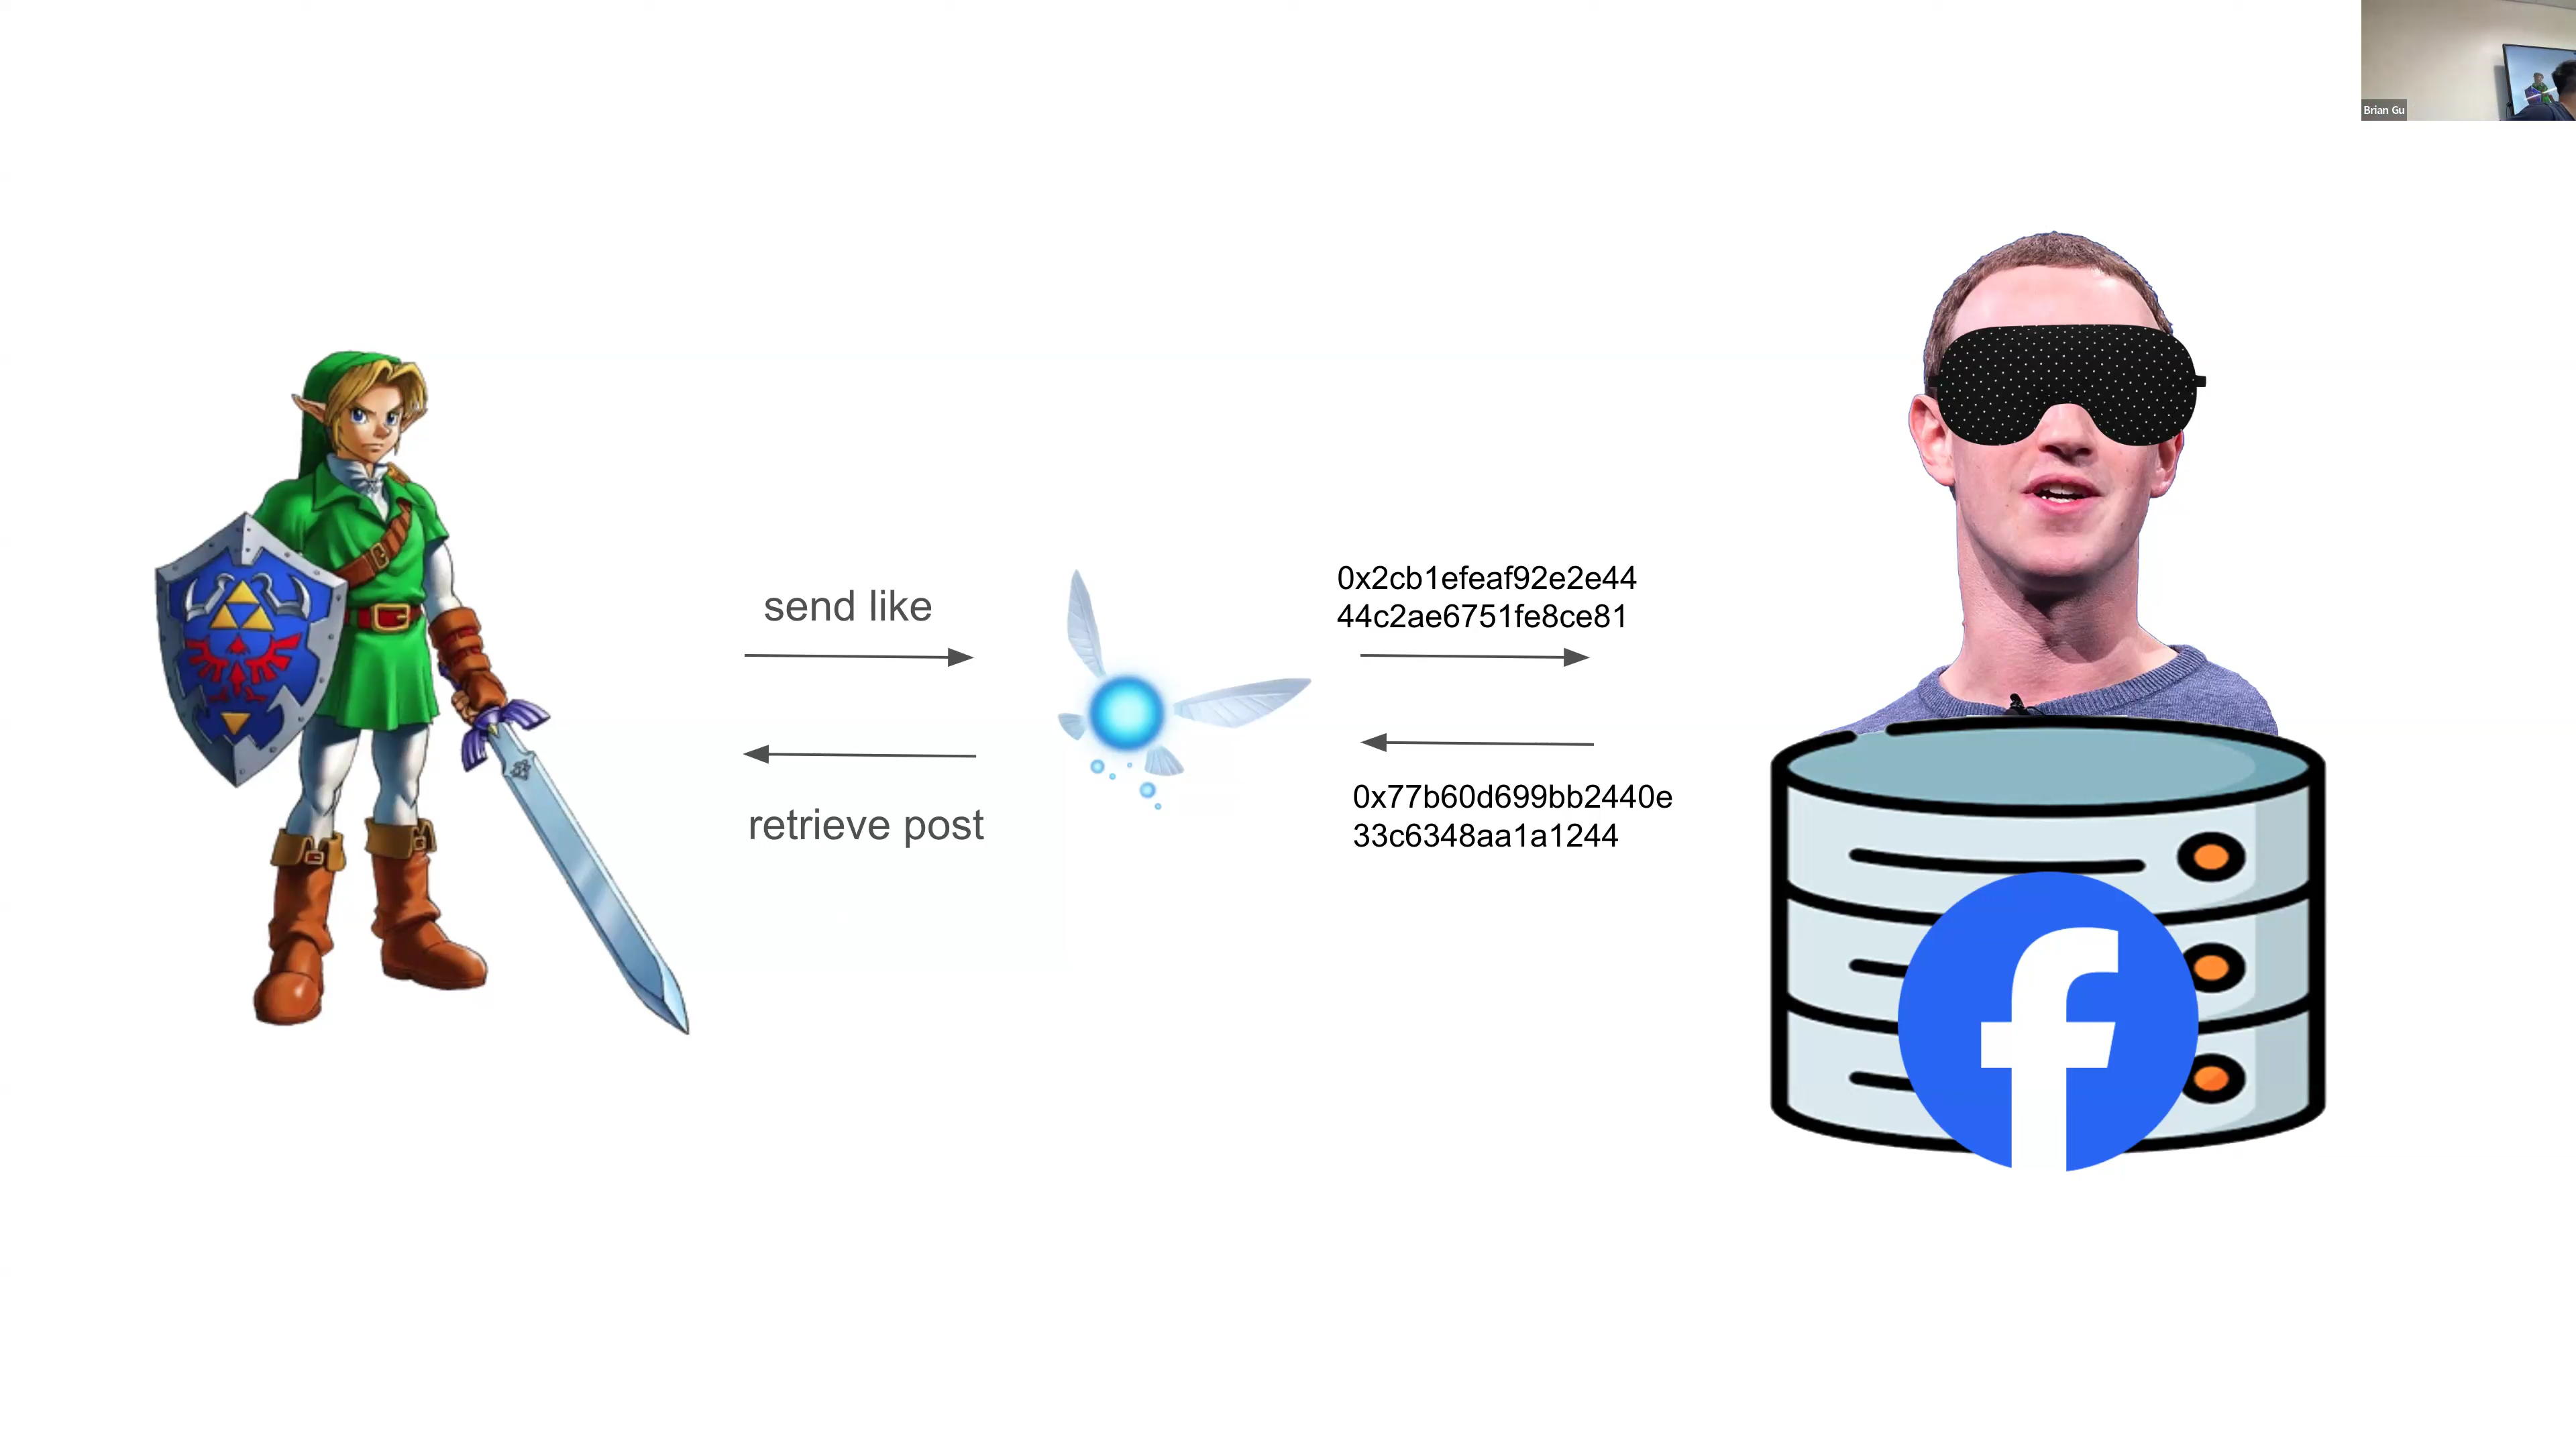 Brian Gu
send like
0x2cb1efeaf92e2e44
44c2ae6751fe8ce81
retrieve post
0x77b60d699bb2440e
33c6348aa1a1244
f